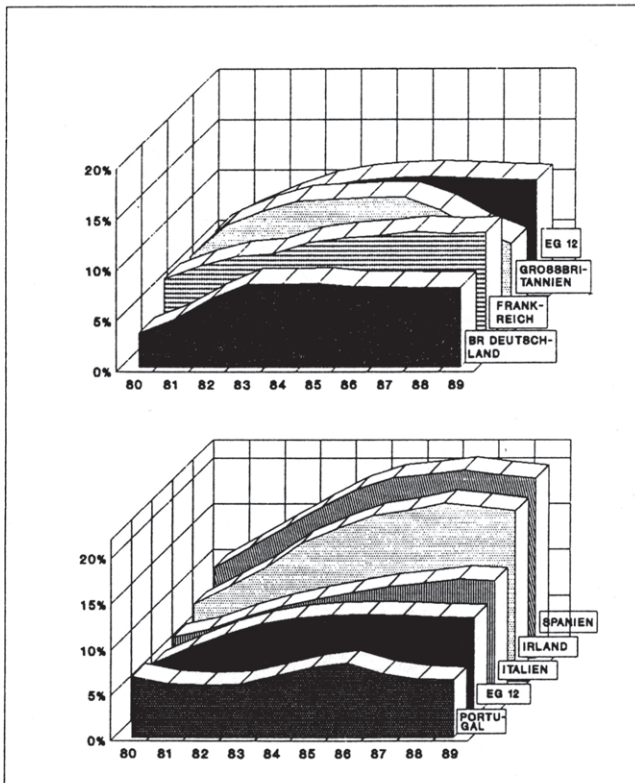 20%
15%
10%
5%
0%
80 81 82 83 84 85 86 87 88 89
EG 12
GROSSBRI-
TANNIEN
FRANK-
REICH
BR DEUTSCH-
LAND
20%
15%
10%
5%
0%
80 81 82 83 84 85 86 87 88 89
SPANIEN
IRLAND
ITALIEN
EG 12
PORTU-
GAL